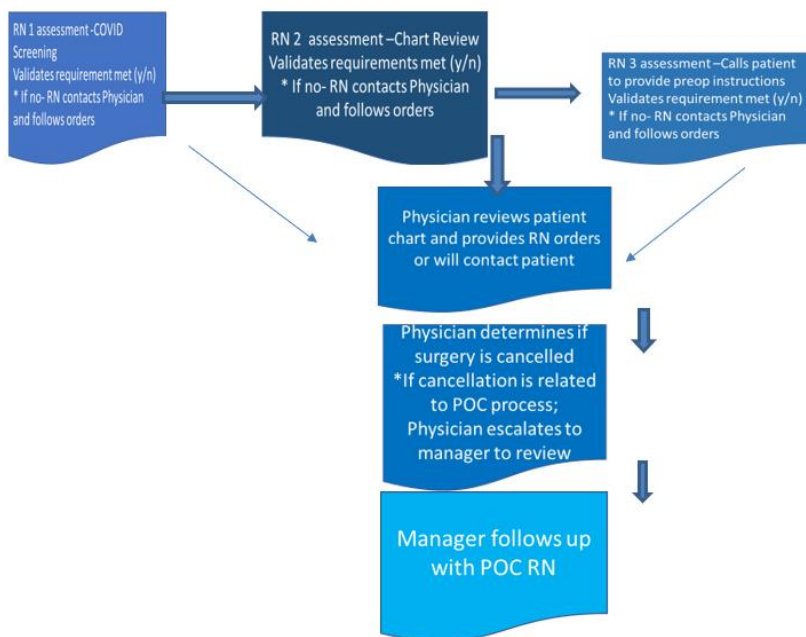 RN 1 assessment -COVID
Screening
Validates requirement met (y/n)
* If no- RN contacts Physician
and follows orders
RN 2 assessment –Chart Review
Validates requirements met (y/n)
* If no- RN contacts Physician
and follows orders
RN 3 assessment –Calls patient
to provide preop instructions
Validates requirement met (y/n)
* If no- RN contacts Physician
and follows orders
Physician reviews patient
chart and provides RN orders
or will contact patient
Physician determines if
surgery is cancelled
*If cancellation is related
to POC process;
Physician escalates to
manager to review
Manager follows up
with POC RN